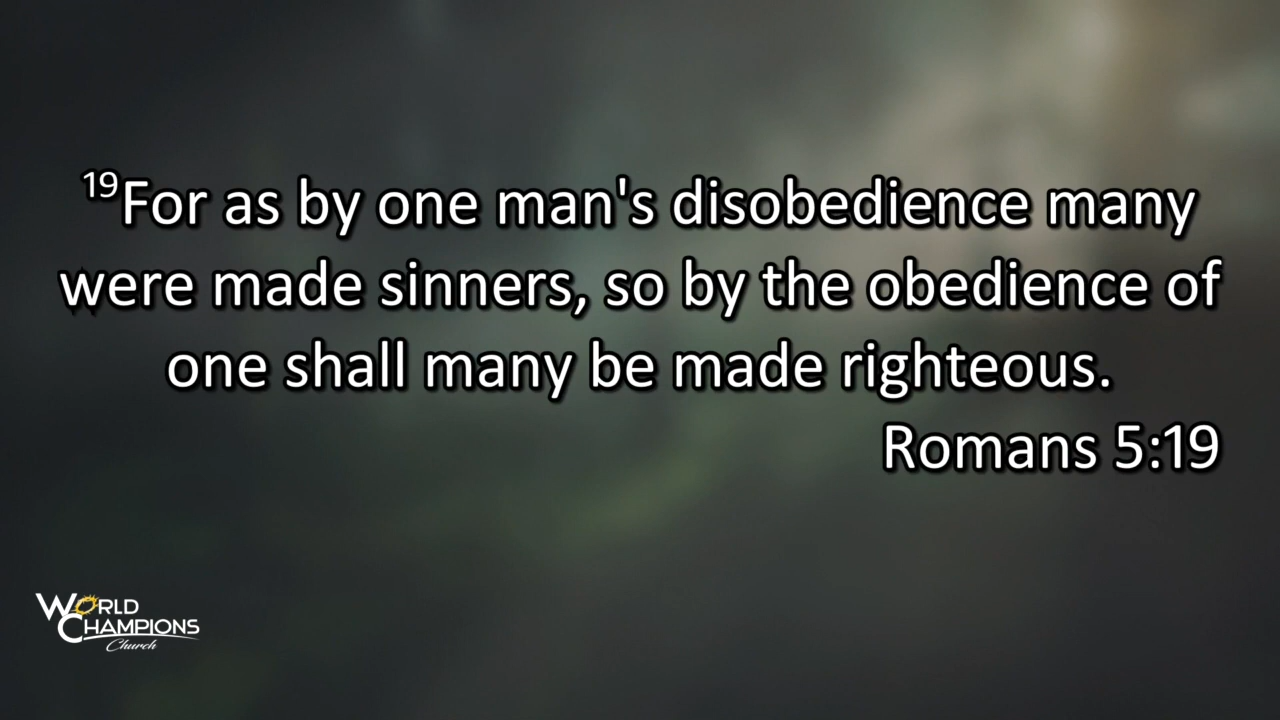 19For as by one man's disobedience many
were made sinners, so by the obedience of
one shall many be made righteous.
Romans 5:19
WORLD
CHAMPIONS
Church